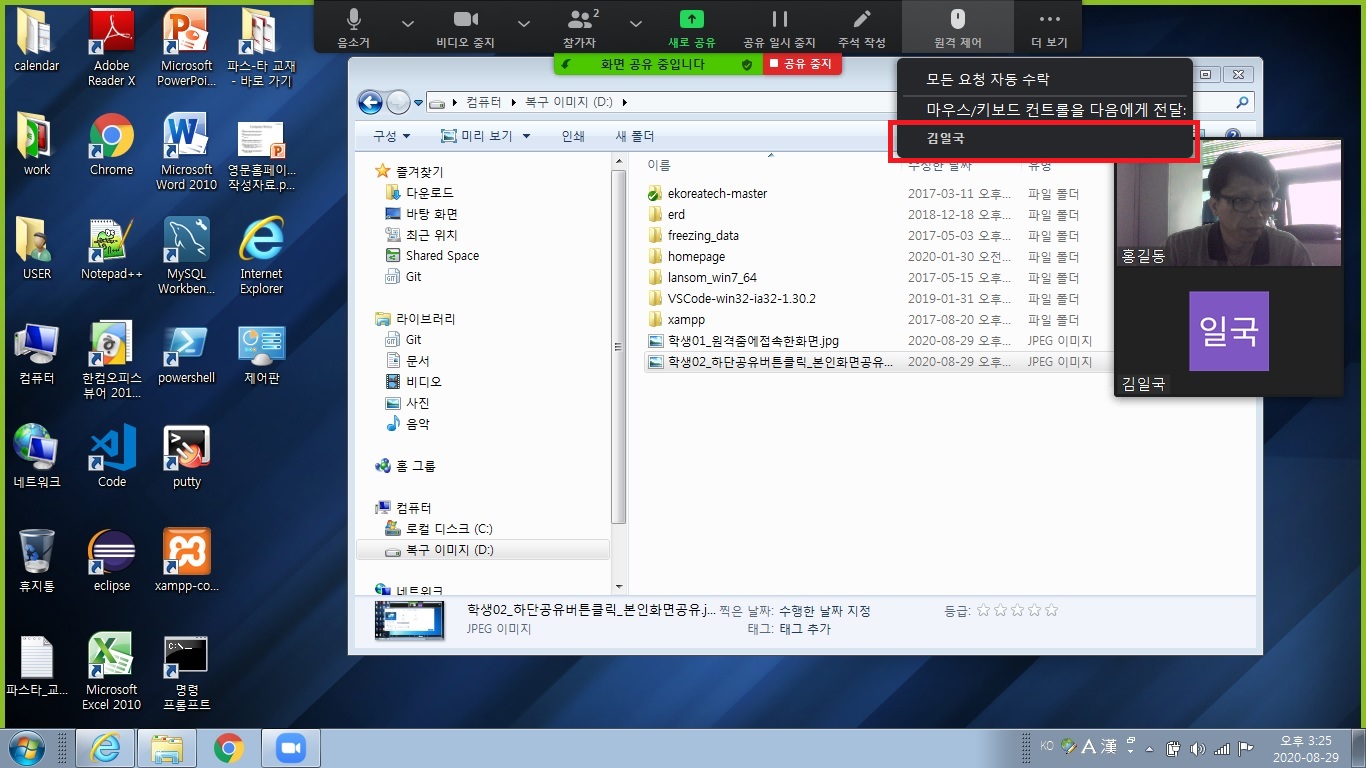 음소거
비디오 중지
2
참가자
새로 공유
공유 일시 중지
주석 작성
원격 제어
더 보기
화면 공유 중입니다
공유 중지
모든 요청 자동 수락
마우스/키보드 컨트롤을 다음에게 전달:
김일국
calendar
Adobe
Reader X
Microsoft
PowerPoi...
파스-타 교재
- 바로 가기
work
Chrome
Microsoft
Word 2010
영문홈페이...
작성자료.p...
USER
Notepad++
MySQL
Workben...
Internet
Explorer
컴퓨터
한컴오피스
뷰어 201...
powershell
제어판
네트워크
Code
putty
휴지통
eclipse
xampp-co...
파스타_교...
Microsoft
Excel 2010
명령
프롬프트
컴퓨터
복구 이미지 (D:)
구성
미리 보기
인쇄
새 폴더
즐겨찾기
다운로드
바탕 화면
최근 위치
Shared Space
Git
라이브러리
Git
문서
비디오
사진
음악
홈 그룹
컴퓨터
로컬 디스크 (C:)
복구 이미지 (D:)
네트워크
이름 수정한 날짜 유형
ekoreatech-master 2017-03-11 오후... 파일 폴더
erd 2018-12-18 오후... 파일 폴더
freezing_data 2017-05-03 오후... 파일 폴더
homepage 2020-01-30 오전... 파일 폴더
lansom_win7_64 2017-05-15 오후... 파일 폴더
VSCode-win32-ia32-1.30.2 2019-01-31 오후... 파일 폴더
xampp 2017-08-20 오후... 파일 폴더
학생01_원격줌에접속한화면.jpg 2020-08-29 오후... JPEG 이미지
학생02_하단공유버튼클릭_본인화면공유... 2020-08-29 오후... JPEG 이미지
홍길동
일국
김일국
학생02_하단공유버튼클릭_본인화면공유.j... 찍은 날짜: 수행한 날짜 지정 등급:
JPEG 이미지 태그: 태그 추가
KO A 漢
오후 3:25
2020-08-29